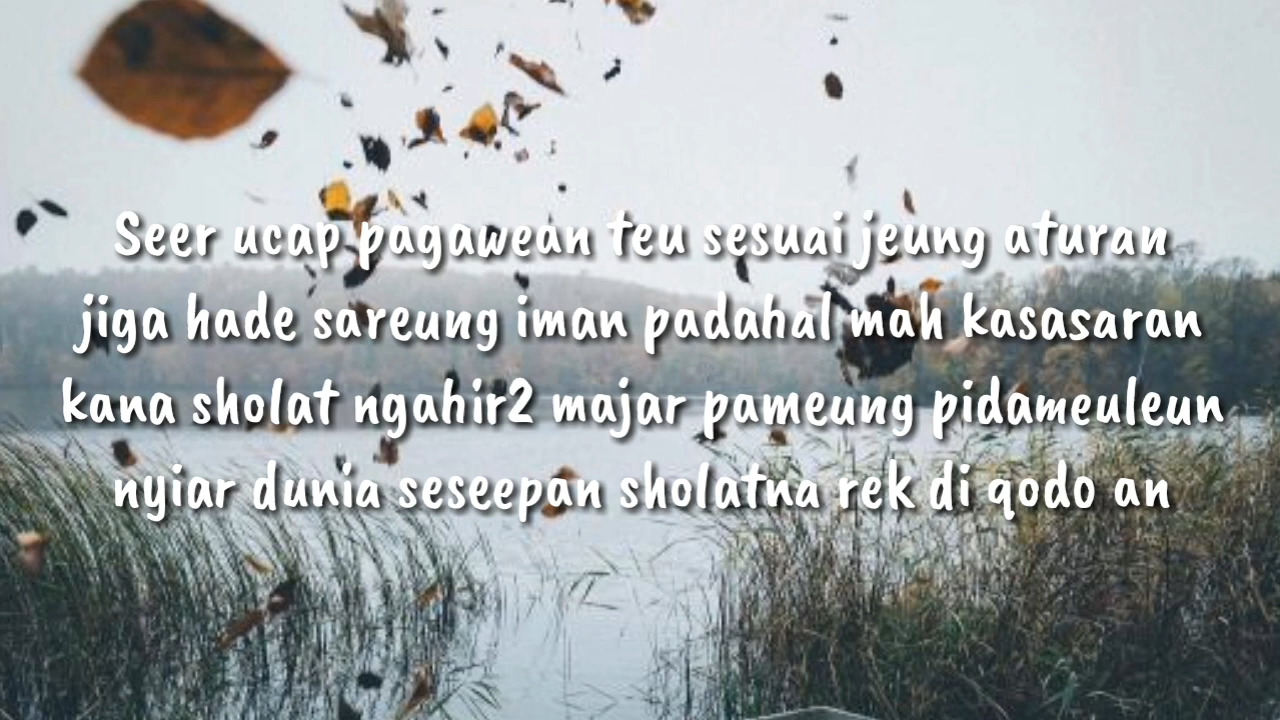 Seer ucap pagawean teu sesuai jeung aturan
jiga hade sareung iman padahal mah kasasaran
kana sholat ngahir2 majar pameung pidameuleun
nyiar dunia seseepan sholatna rek di qodo an